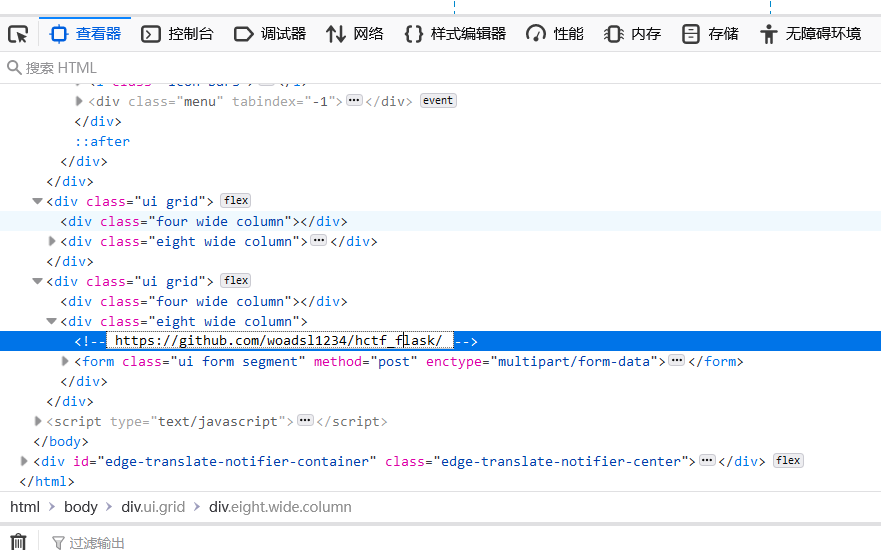 查看器 控制台 调试器 网络 样式编辑器 性能 内存 存储 无障碍环境
搜索 HTML
<div class="menu" tabindex="-1"> ••• </div> event
</div>
::after
</div>
</div>
<div class="ui grid"> flex
<div class="four wide column"></div>
<div class="eight wide column"> ••• </div>
</div>
<div class="ui grid"> flex
<div class="four wide column"></div>
<div class="eight wide column">
<!-- https://github.com/woadsl1234/hctf_flask/ -->
<form class="ui form segment" method="post" enctype="multipart/form-data"> ••• </form>
</div>
</div>
<script type="text/javascript"> ••• </script>
</body>
<div id="edge-translate-notifier-container" class="edge-translate-notifier-center"> ••• </div> flex
</html>
html > body > div.ui.grid > div.eight.wide.column
过滤输出